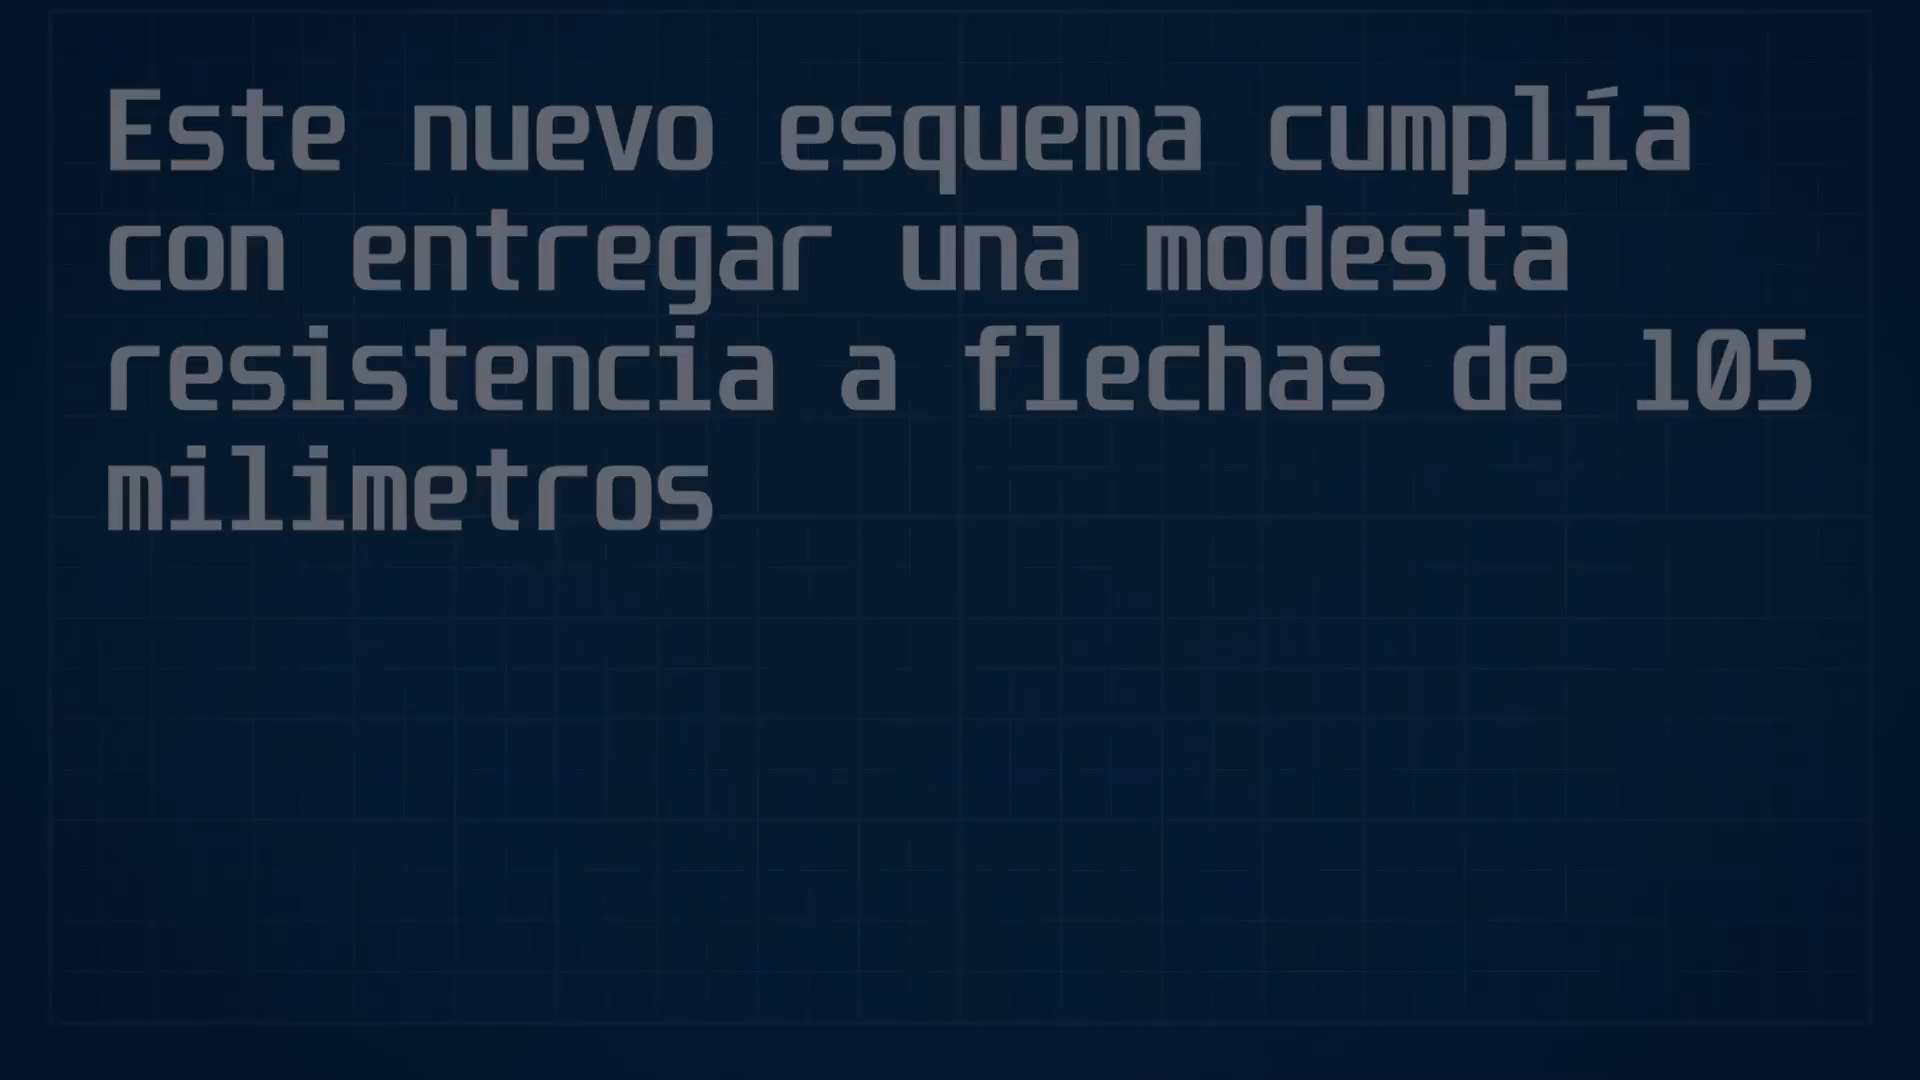 Este nuevo esquema cumplía
con entregar una modesta
resistencia a flechas de 105
milimetros